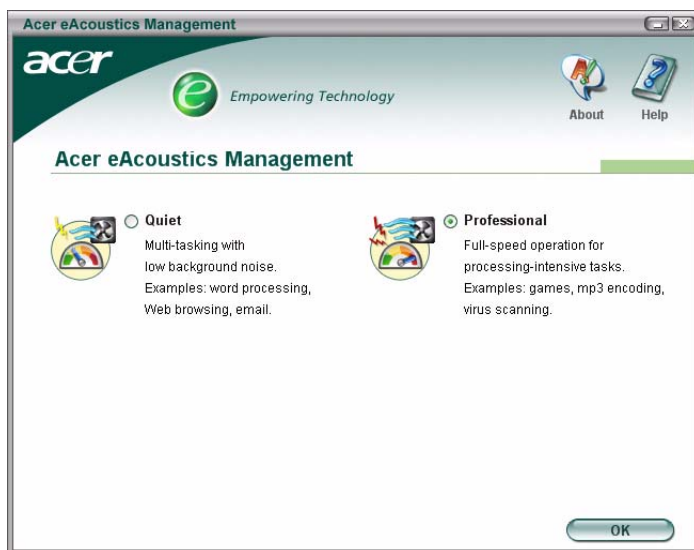 Acer eAcoustics Management
acer
e
Empowering Technology
About
Help
Acer eAcoustics Management
Quiet
Multi-tasking with
low background noise.
Examples: word processing,
Web browsing, email.
Professional
Full-speed operation for
processing-intensive tasks.
Examples: games, mp3 encoding,
virus scanning.
OK